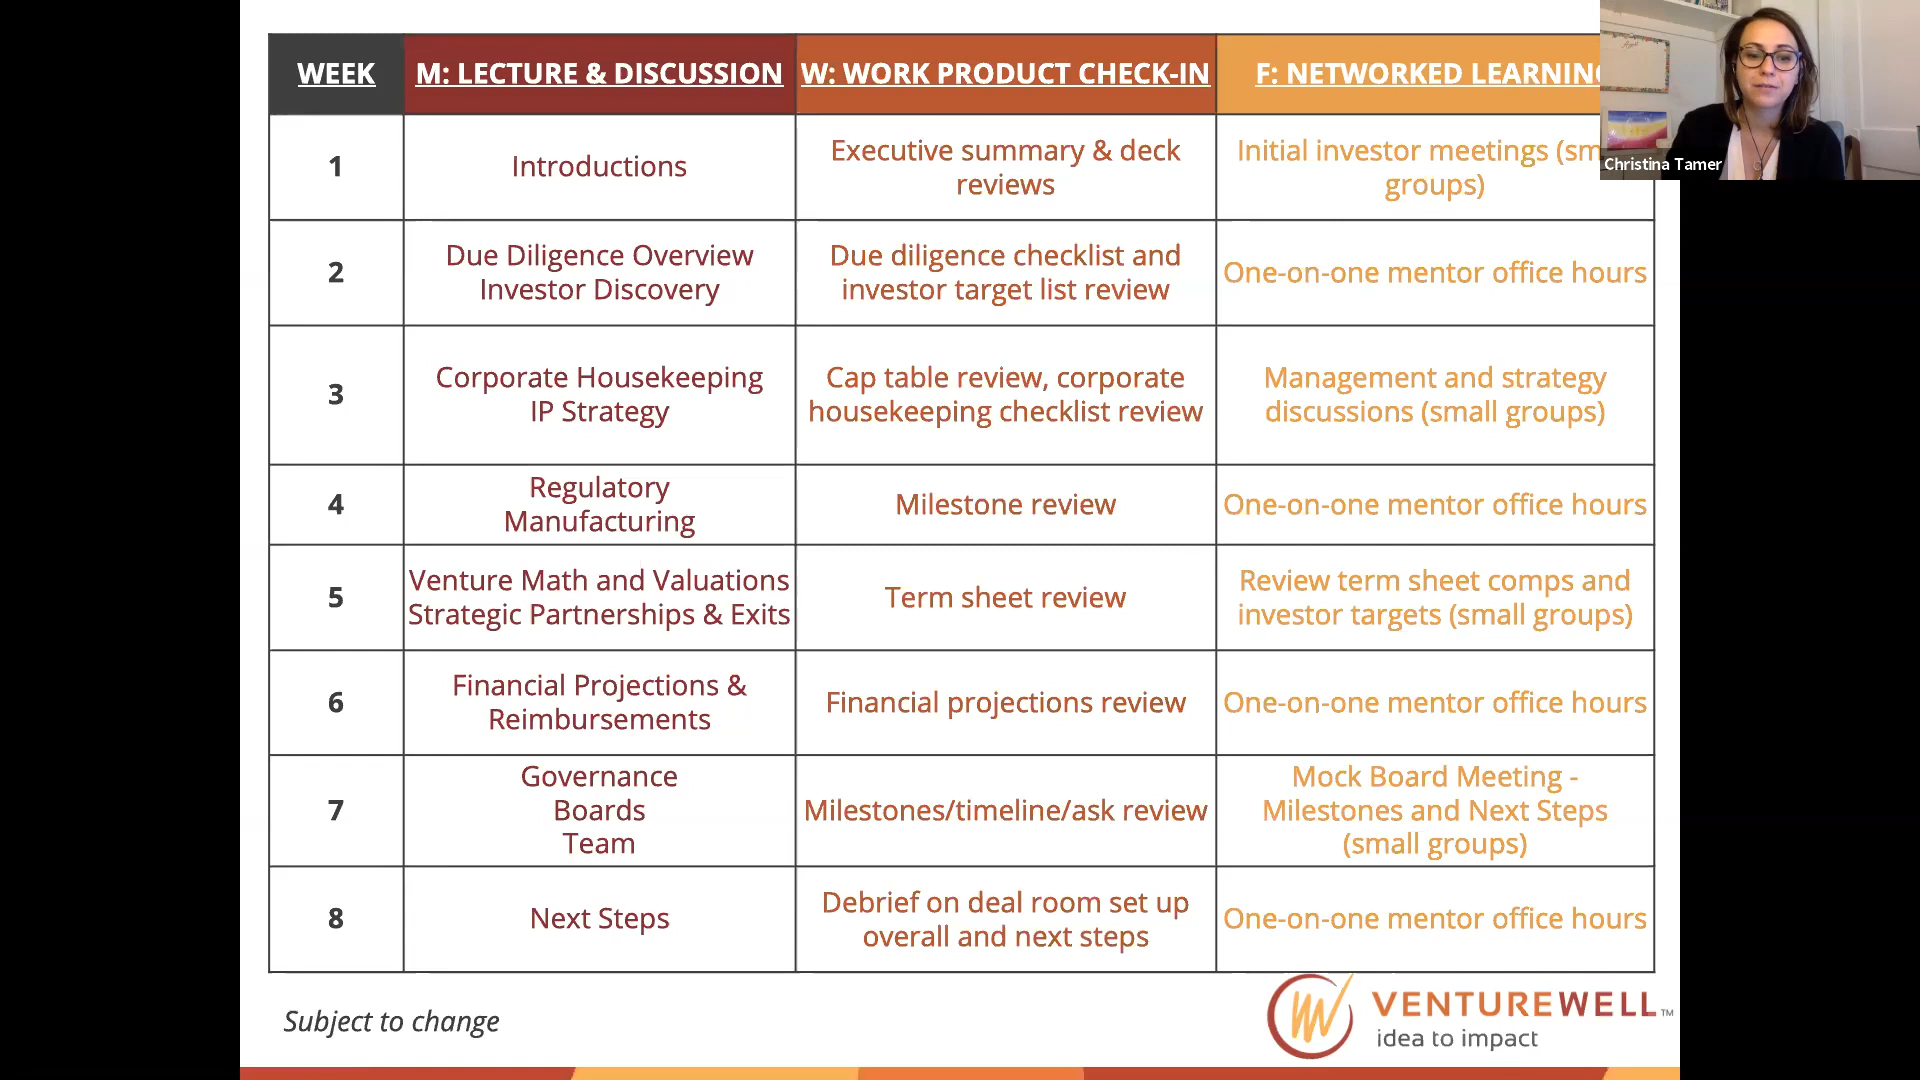 WEEK
M: LECTURE & DISCUSSION
W: WORK PRODUCT CHECK-IN
F: NETWORKED LEARNING
1
Introductions
Executive summary & deck
reviews
Initial investor meetings (sm
groups)
2
Due Diligence Overview
Investor Discovery
Due diligence checklist and
investor target list review
One-on-one mentor office hours
3
Corporate Housekeeping
IP Strategy
Cap table review, corporate
housekeeping checklist review
Management and strategy
discussions (small groups)
4
Regulatory
Manufacturing
Milestone review
One-on-one mentor office hours
5
Venture Math and Valuations
Strategic Partnerships & Exits
Term sheet review
Review term sheet comps and
investor targets (small groups)
6
Financial Projections &
Reimbursements
Financial projections review
One-on-one mentor office hours
7
Governance
Boards
Team
Milestones/timeline/ask review
Mock Board Meeting -
Milestones and Next Steps
(small groups)
8
Next Steps
Debrief on deal room set up
overall and next steps
One-on-one mentor office hours
Subject to change
VENTUREWELL™
idea to impact
Christina Tamer